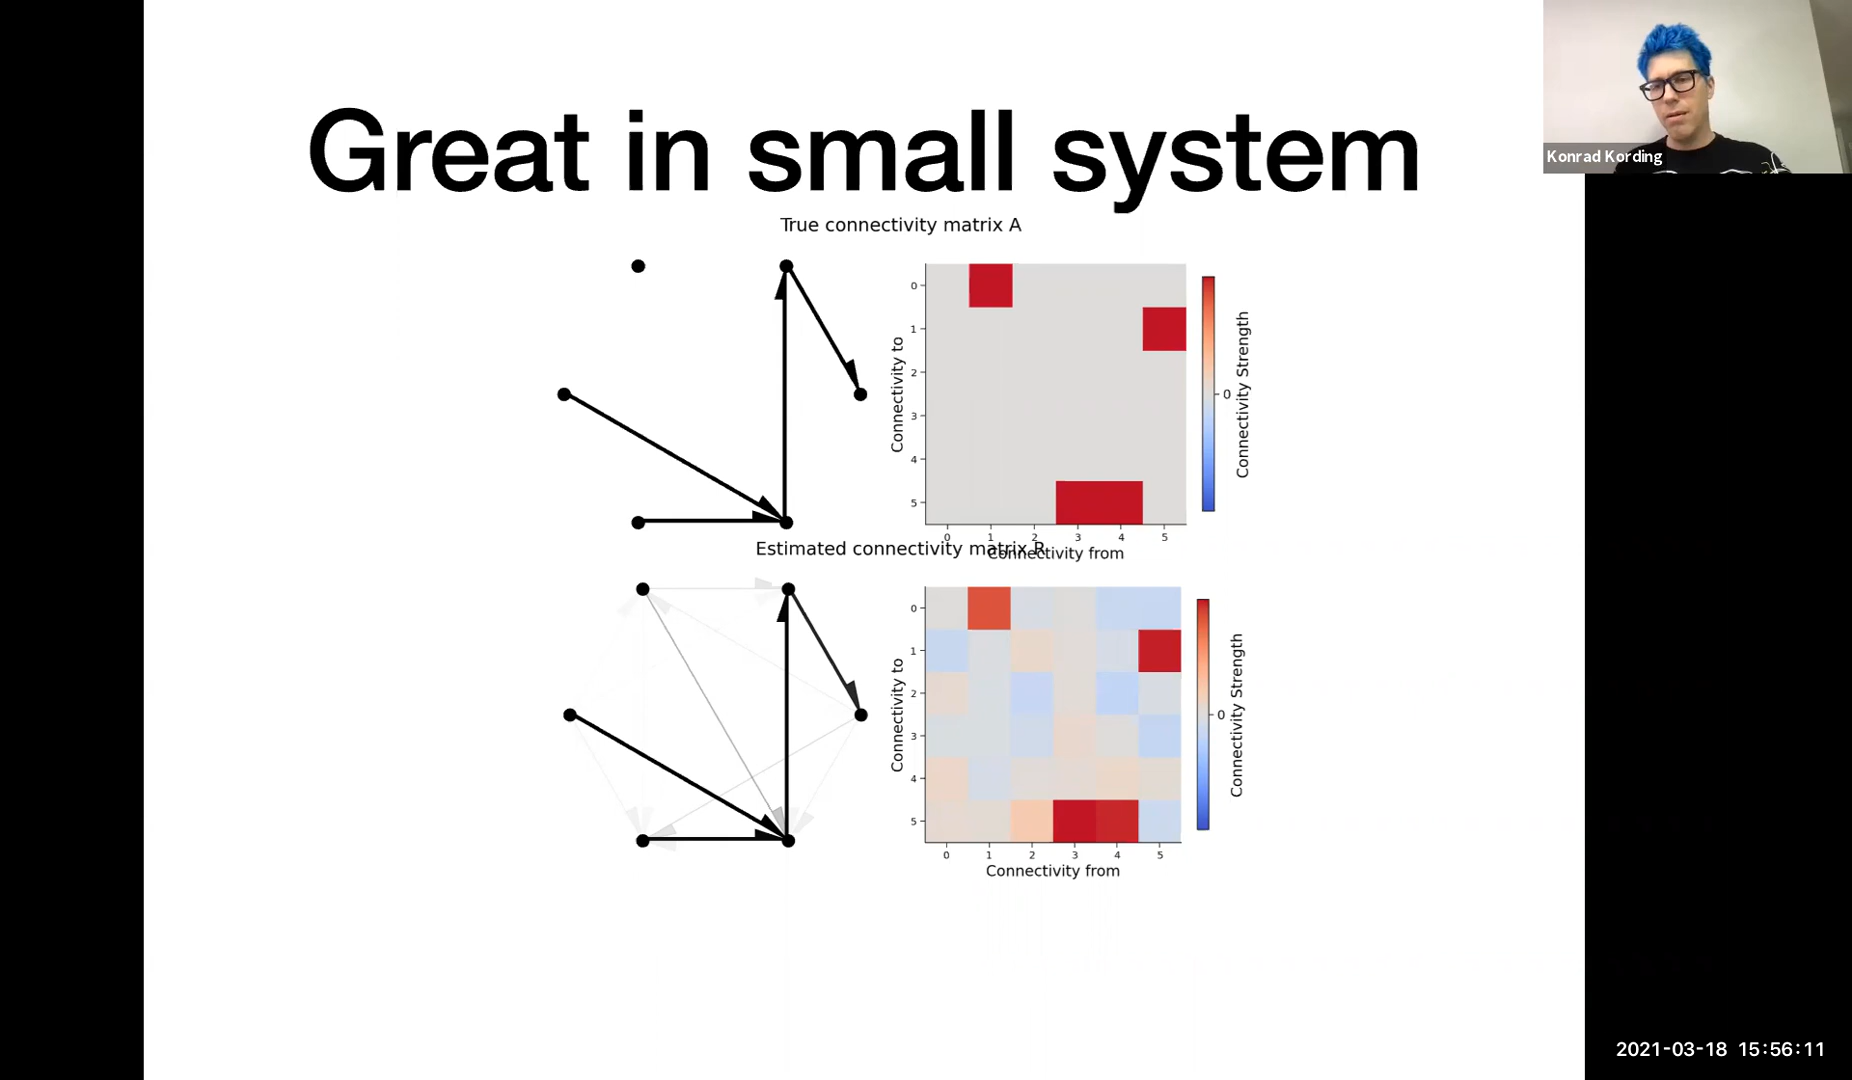 Great in small system
Konrad Kording
True connectivity matrix A
Connectivity to
0
1
2
3
4
5
0 1 2 3 4 5
Connectivity from
0
Connectivity Strength
Estimated connectivity matrix R
Connectivity to
0
1
2
3
4
5
0 1 2 3 4 5
Connectivity from
0
Connectivity Strength
2021-03-18 15:56:11